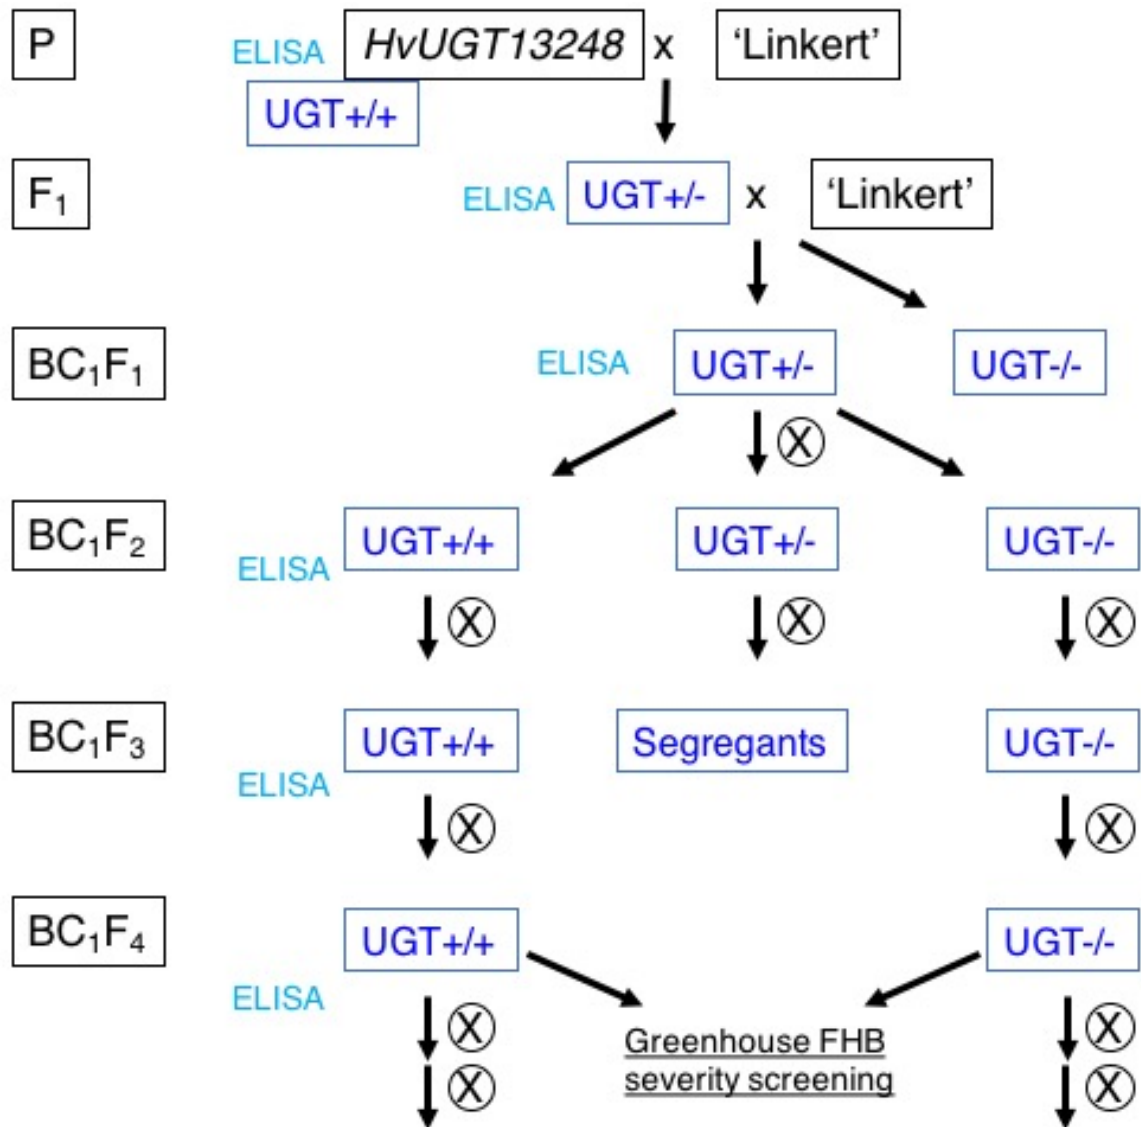 P
ELISA HvUGT13248 x ‘Linkert’
UGT+/+
F₁
ELISA UGT+/- x ‘Linkert’
BC₁F₁
ELISA UGT+/- UGT-/-
X
BC₁F₂
UGT+/+ UGT+/- UGT-/-
ELISA
X X X
BC₁F₃
UGT+/+ Segregants UGT-/-
ELISA
X X
BC₁F₄
UGT+/+ UGT-/-
ELISA
X X
Greenhouse FHB
severity screening
X X